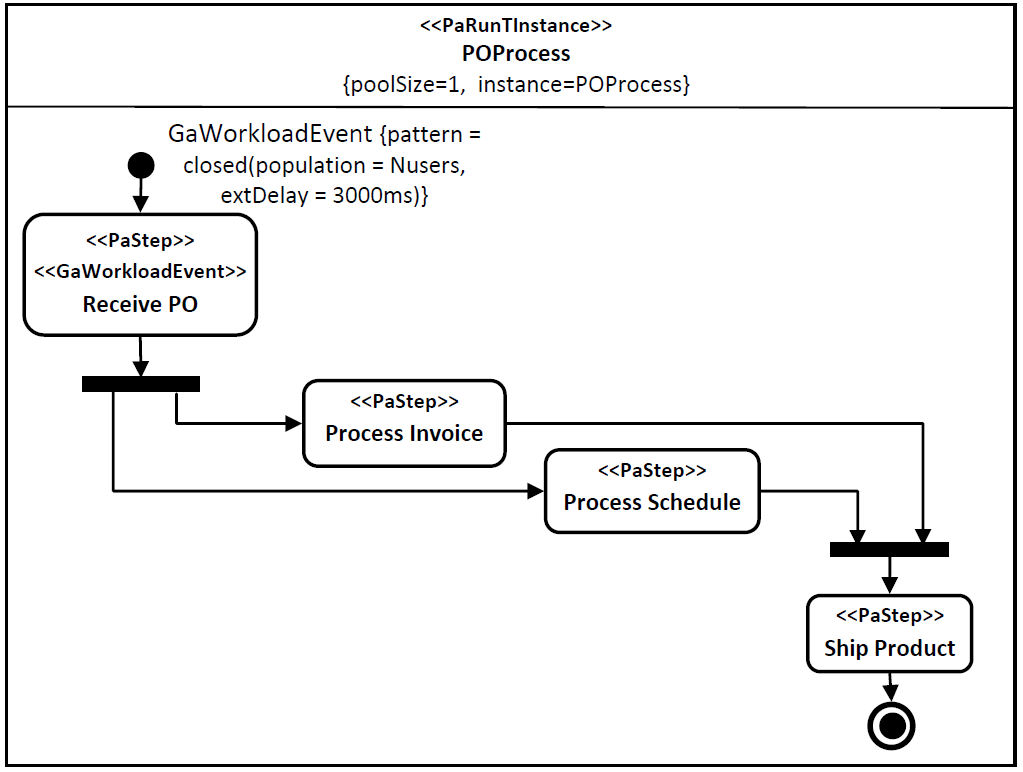 <<PaRunTInstance>>
POProcess
{poolSize=1, instance=POProcess}
GaWorkloadEvent {pattern =
closed(population = Nusers,
extDelay = 3000ms)}
<<PaStep>>
<<GaWorkloadEvent>>
Receive PO
<<PaStep>>
Process Invoice
<<PaStep>>
Process Schedule
<<PaStep>>
Ship Product